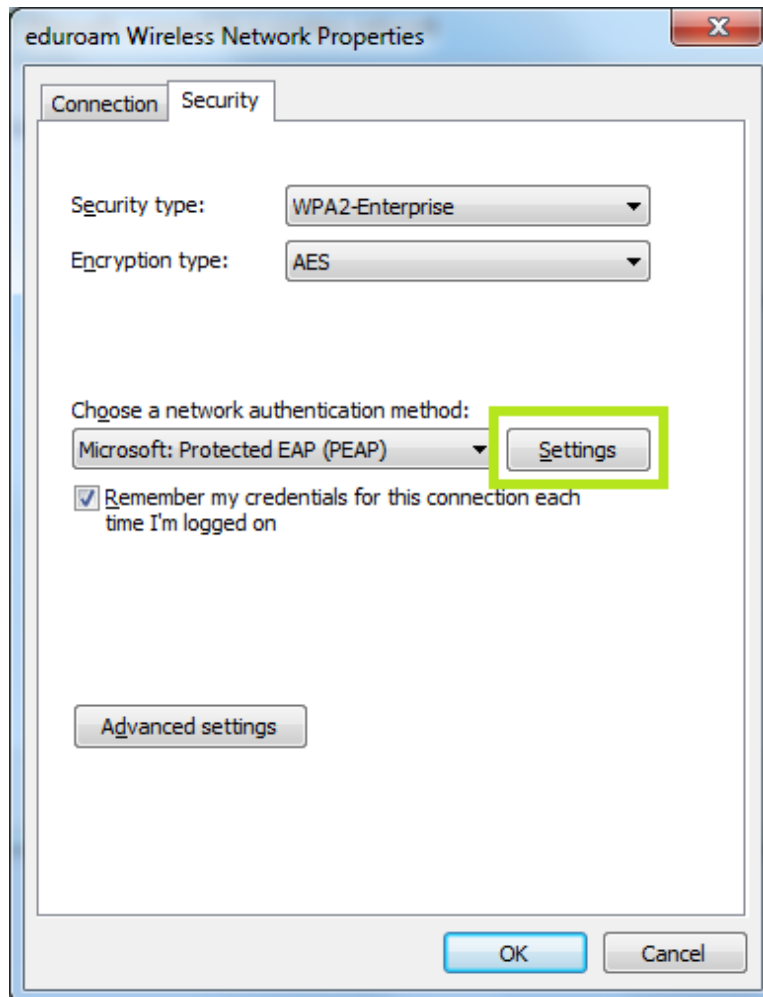 eduroam Wireless Network Properties
Connection
Security
Security type:
WPA2-Enterprise
Encryption type:
AES
Choose a network authentication method:
Microsoft: Protected EAP (PEAP)
Settings
Remember my credentials for this connection each
time I'm logged on
Advanced settings
OK
Cancel